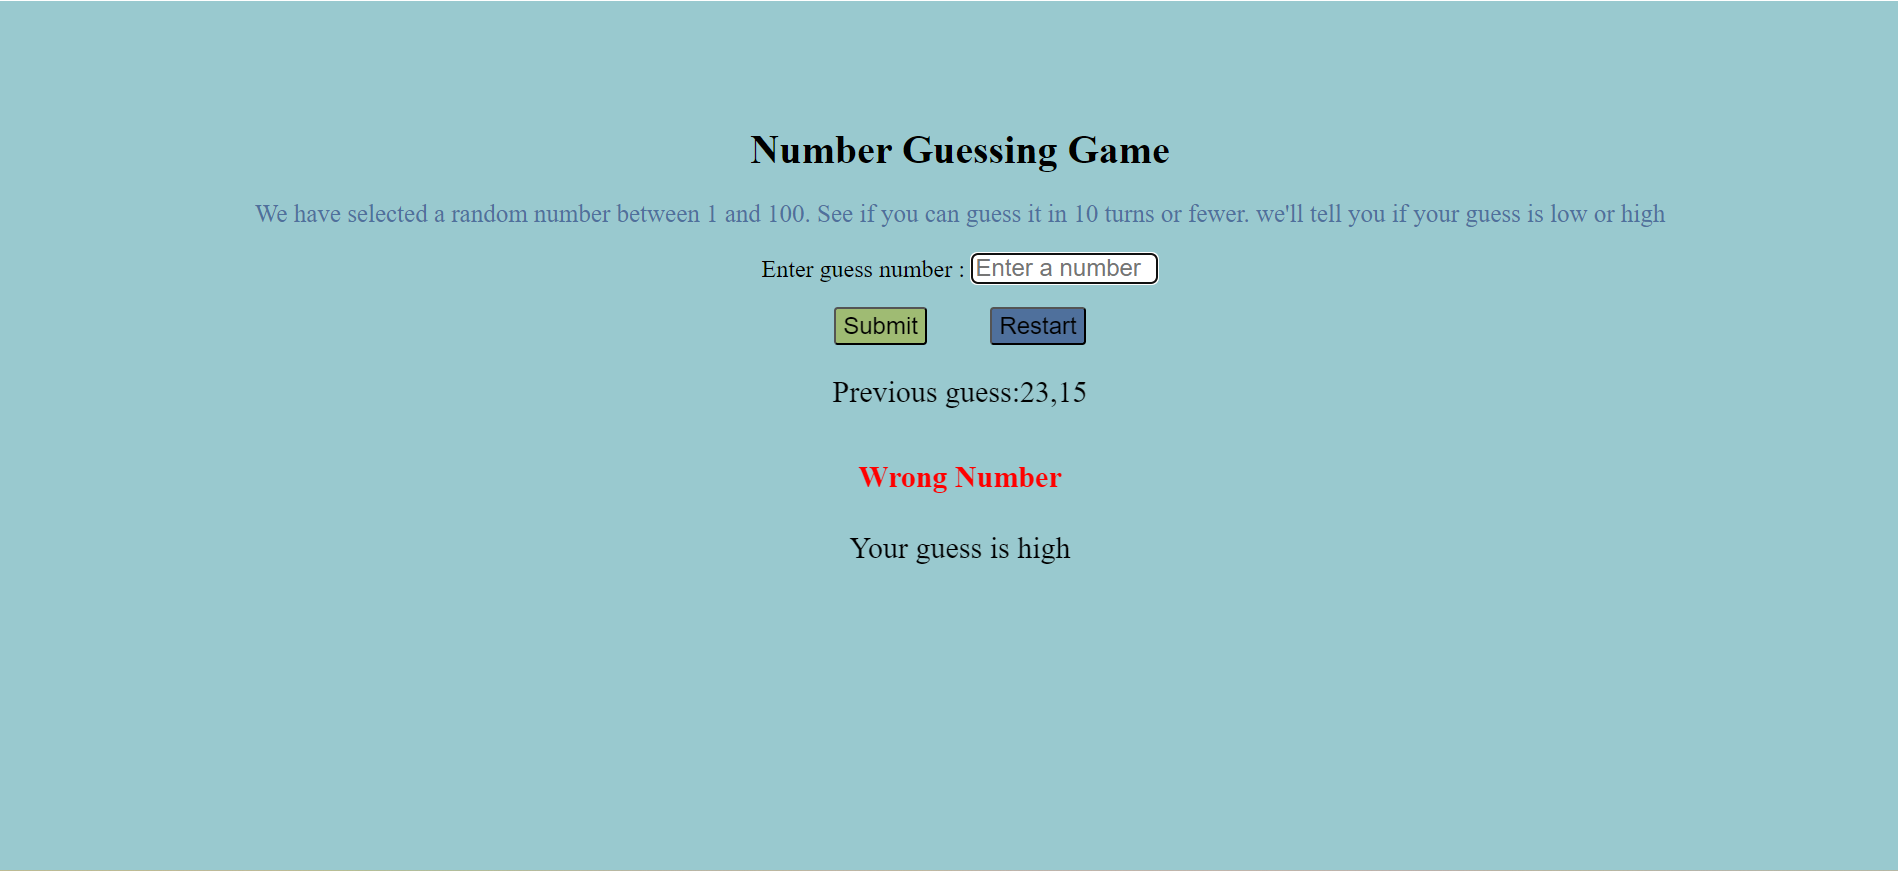 Number Guessing Game
We have selected a random number between 1 and 100. See if you can guess it in 10 turns or fewer. we'll tell you if your guess is low or high
Enter guess number : Enter a number
Submit Restart
Previous guess:23,15
Wrong Number
Your guess is high